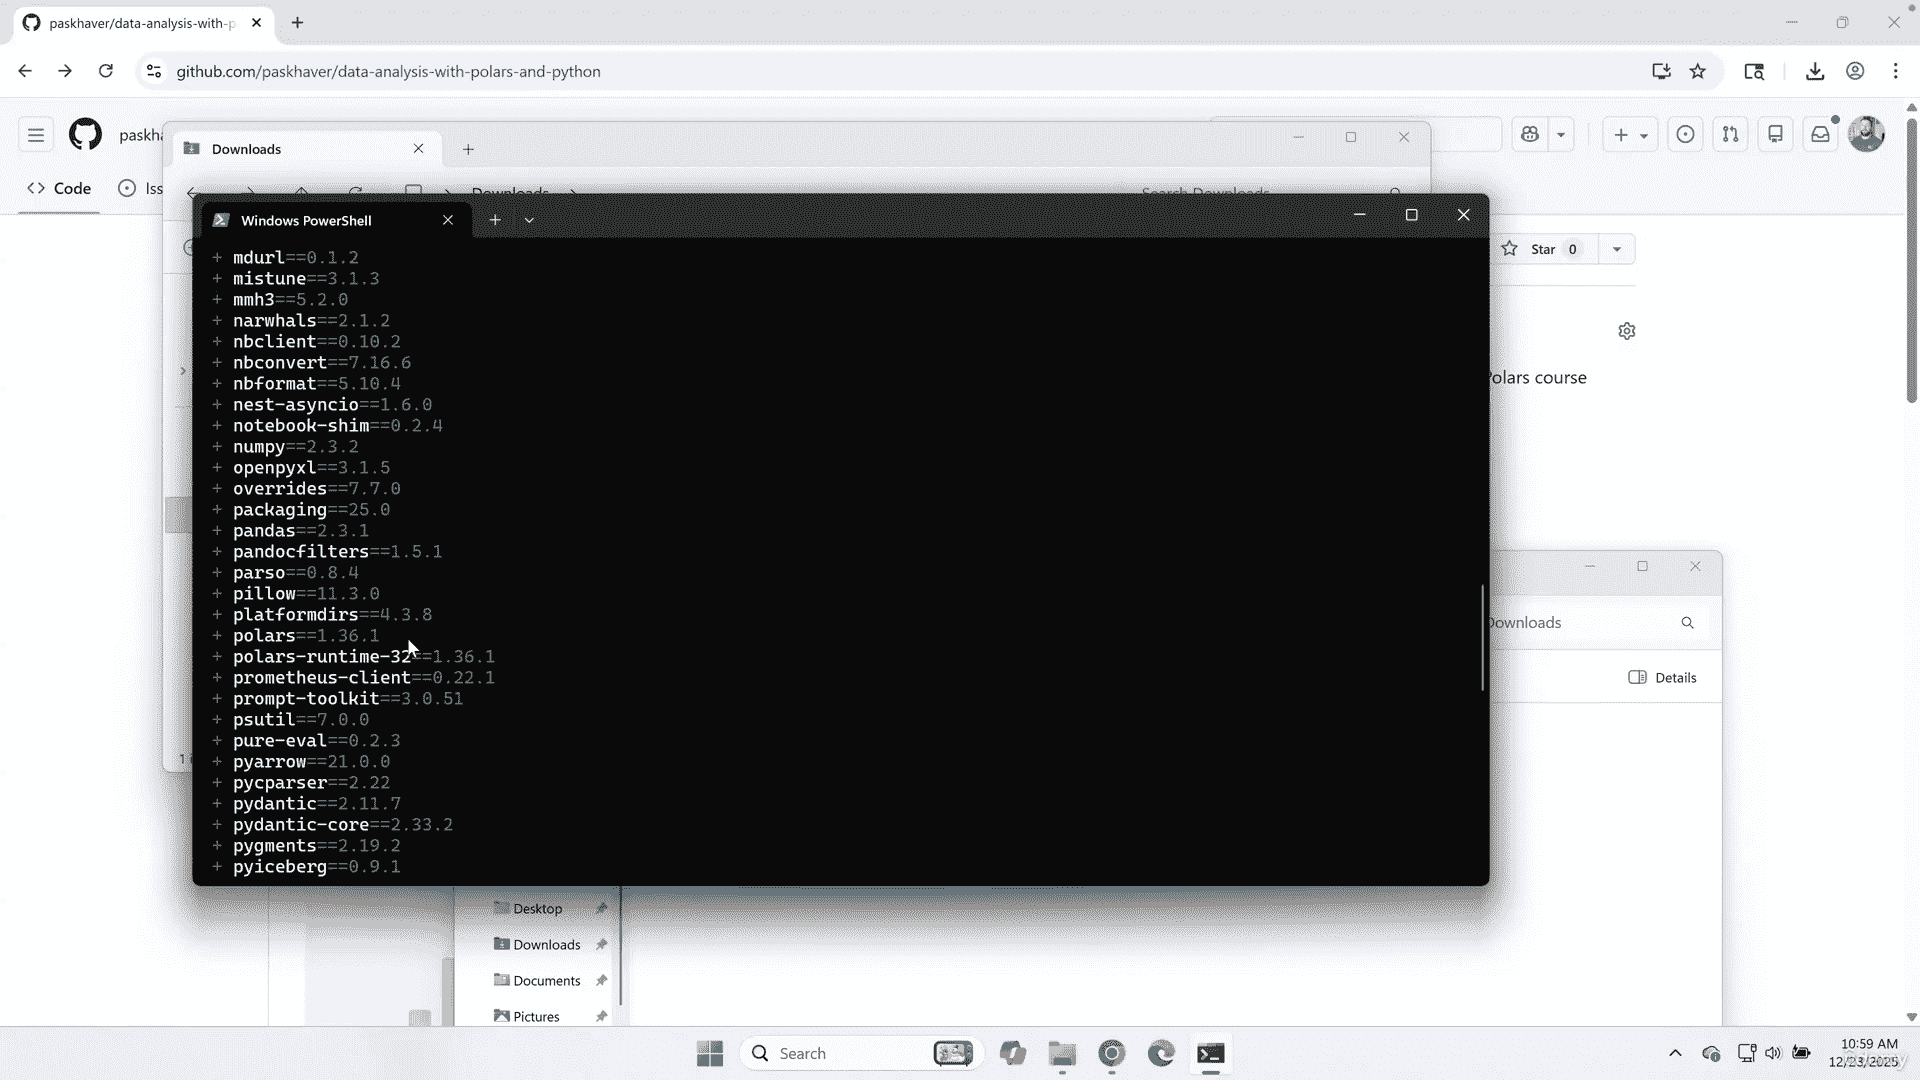 paskhaver/data-analysis-with-p
github.com/paskhaver/data-analysis-with-polars-and-python
paskha
Downloads
Code
Iss
Downloads
Search Downloads
Windows PowerShell
Star 0
Polars course
+ mdurl==0.1.2
+ mistune==3.1.3
+ mmh3==5.2.0
+ narwhals==2.1.2
+ nbclient==0.10.2
+ nbconvert==7.16.6
+ nbformat==5.10.4
+ nest-asyncio==1.6.0
+ notebook-shim==0.2.4
+ numpy==2.3.2
+ openpyxl==3.1.5
+ overrides==7.7.0
+ packaging==25.0
+ pandas==2.3.1
+ pandocfilters==1.5.1
+ parso==0.8.4
+ pillow==11.3.0
+ platformdirs==4.3.8
+ polars==1.36.1
+ polars-runtime-32==1.36.1
+ prometheus-client==0.22.1
+ prompt-toolkit==3.0.51
+ psutil==7.0.0
+ pure-eval==0.2.3
+ pyarrow==21.0.0
+ pycparser==2.22
+ pydantic==2.11.7
+ pydantic-core==2.33.2
+ pygments==2.19.2
+ pyiceberg==0.9.1
Downloads
Details
1
Desktop
Downloads
Documents
Pictures
Search
10:59 AM
12/23/2025